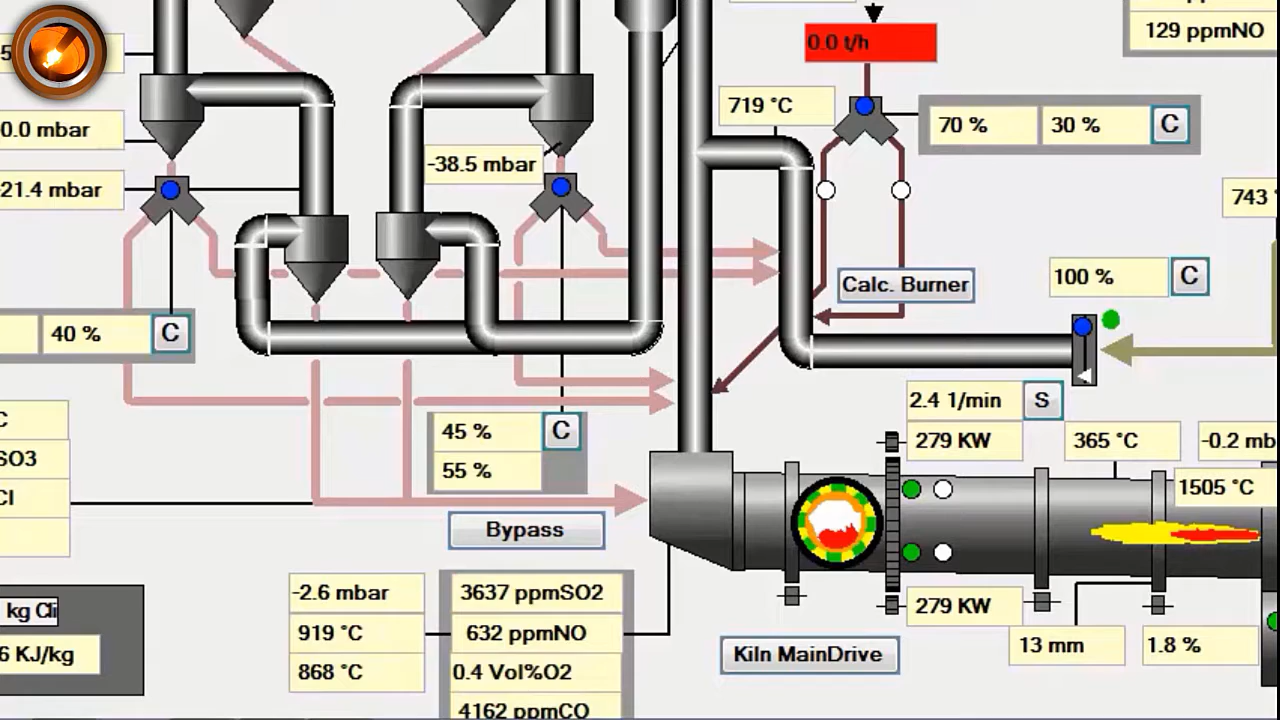 129 ppmNO
0.0 t/h
719 °C
70 %
30 %
C
0.0 mbar
-38.5 mbar
21.4 mbar
743
Calc. Burner
100 %
C
40 %
C
2.4 1/min
S
45 %
C
279 KW
365 °C
-0.2 mb
C
SO3
55 %
1505 °C
Cl
Bypass
-2.6 mbar
3637 ppmSO2
279 KW
kg Cli
919 °C
632 ppmNO
13 mm
1.8 %
6 KJ/kg
Kiln MainDrive
868 °C
0.4 Vol%O2
4162 ppmCO